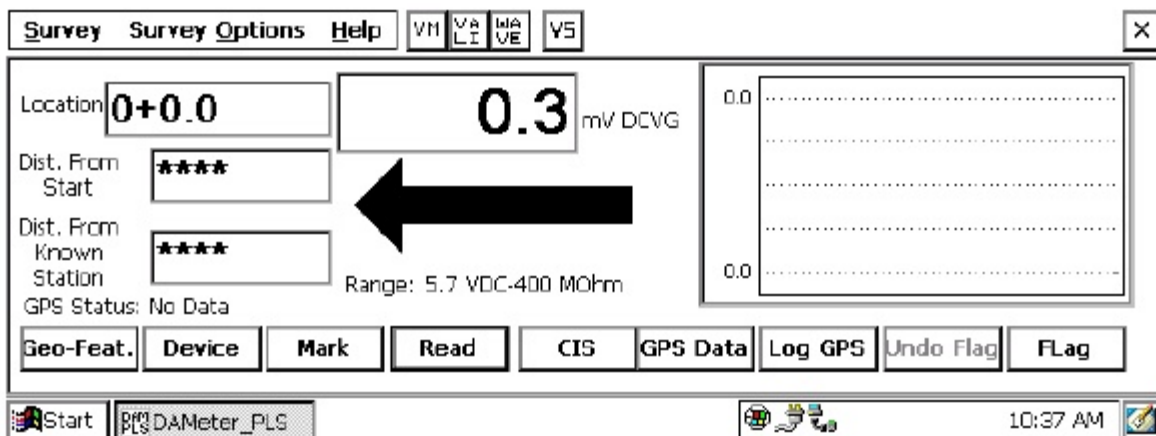 Survey Survey Options Help VM VA LI WA VE VS
Location 0+0.0
0.3 mV DCVG
Dist. From
Start
****
Dist. From
Known
Station
****
Range: 5.7 VDC-400 MOhm
GPS Status: No Data
0.0
0.0
Geo-Feat. Device Mark Read CIS GPS Data Log GPS Undo Flag FLag
Start DAMeter_PLS 10:37 AM